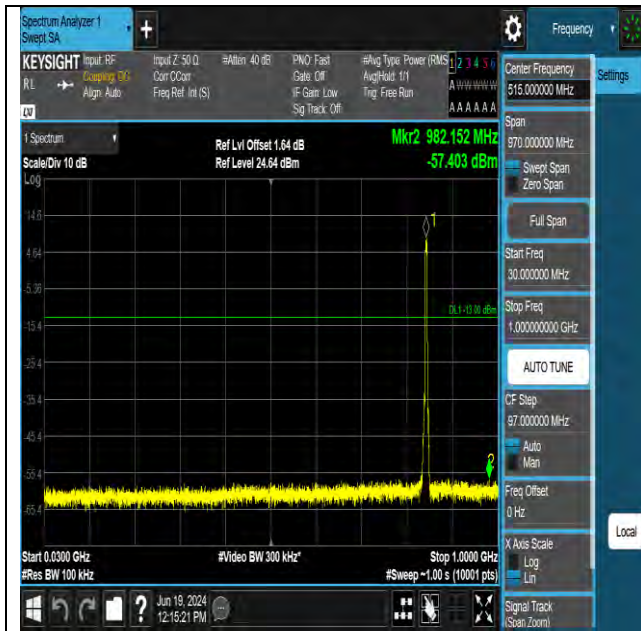 Spectrum Analyzer 1
Swept SA
Frequency
KEYSIGHT Input: RF Input Z: 50 Ω #Atten: 40 dB PNO: Fast #Avg Type: Power (RMS 1 2 3 4 5 6
RL Coupling: DC Corr CCorr Gate: Off Avg|Hold: 1/1 A W W W W W
Align: Auto Freq Ref: Int (S) IF Gain: Low Trig: Free Run
Sig Track: Off A A A A A A
1 Spectrum
Scale/Div 10 dB
Ref Lvl Offset 1.64 dB
Ref Level 24.64 dBm
Mkr2 982.152 MHz
-57.403 dBm
Log
14.6
4.64
-5.36
-15.4
-25.4
-35.4
-45.4
-55.4
-65.4
1
DL1 -13.00 dBm
2
Start 0.0300 GHz #Video BW 300 kHz* Stop 1.0000 GHz
#Res BW 100 kHz #Sweep ~1.00 s (10001 pts)
Jun 19, 2024
12:15:21 PM
Center Frequency
515.000000 MHz
Settings
Span
970.000000 MHz
Swept Span
Zero Span
Full Span
Start Freq
30.000000 MHz
Stop Freq
1.000000000 GHz
AUTO TUNE
CF Step
97.000000 MHz
Auto
Man
Freq Offset
0 Hz
X Axis Scale
Log
Lin
Local
Signal Track
(Span Zoom)